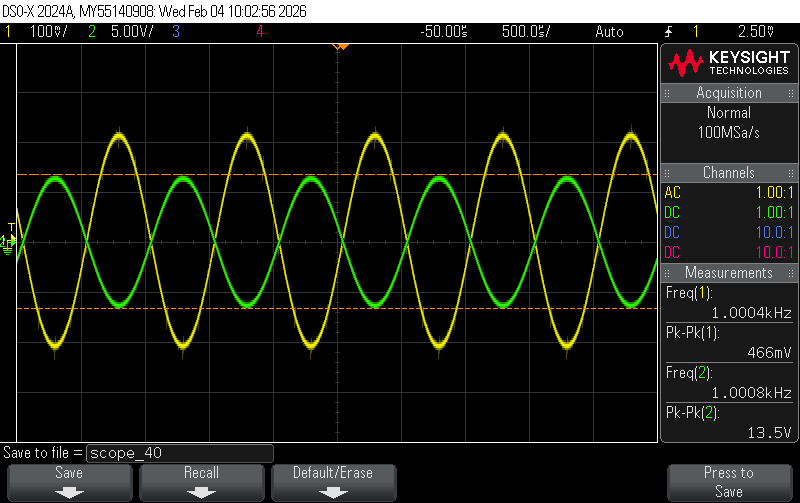 DSO-X 2024A, MY55140908: Wed Feb 04 10:02:56 2026
1 100%/ 2 5.00V/ 3 4 -50.00µs 500.0µs/ Auto 1 2.50V
KEYSIGHT
TECHNOLOGIES
Acquisition
Normal
100MSa/s
Channels
AC 1.00:1
DC 1.00:1
DC 10.0:1
DC 10.0:1
Measurements
Freq(1):
1.0004kHz
Pk-Pk(1):
466mV
Freq(2):
1.0008kHz
Pk-Pk(2):
13.5V
T
Save to file = scope_40
Save
Recall
Default/Erase
Press to
Save